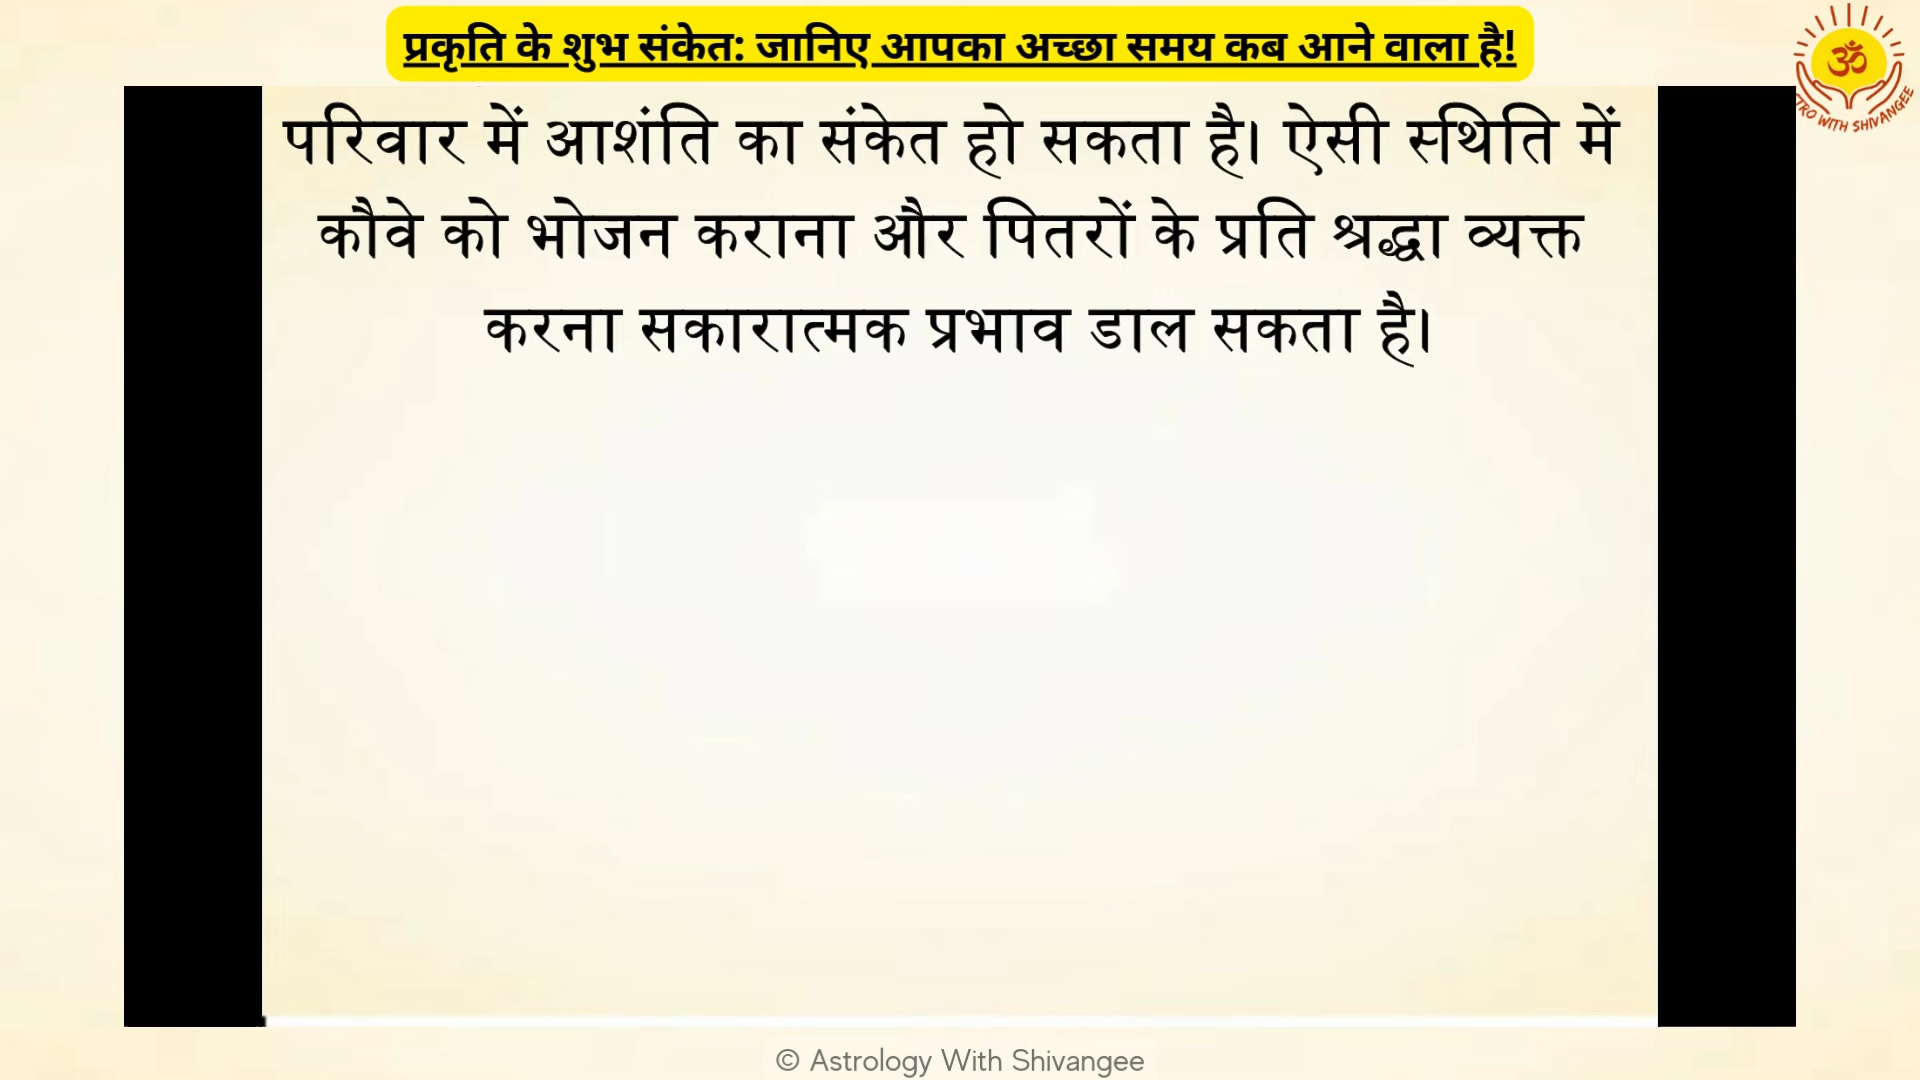 प्रकृति के शुभ संकेत: जानिए आपका अच्छा समय कब आने वाला है!
ॐ
TRO WITH SHIVANGEE
परिवार में आशंति का संकेत हो सकता है। ऐसी स्थिति में
कौवे को भोजन कराना और पितरों के प्रति श्रद्धा व्यक्त
करना सकारात्मक प्रभाव डाल सकता है।
© Astrology With Shivangee